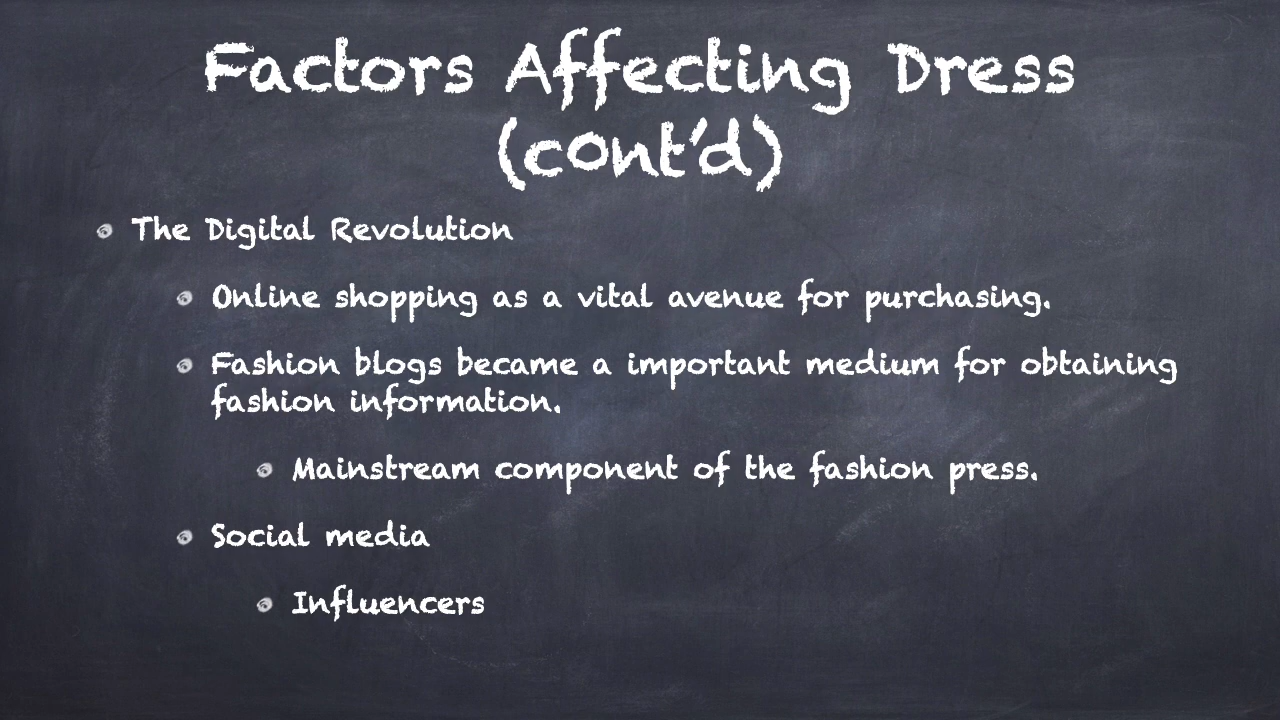 Factors Affecting Dress
(cont'd)
The Digital Revolution
Online shopping as a vital avenue for purchasing.
Fashion blogs became a important medium for obtaining
fashion information.
Mainstream component of the fashion press.
Social media
Influencers